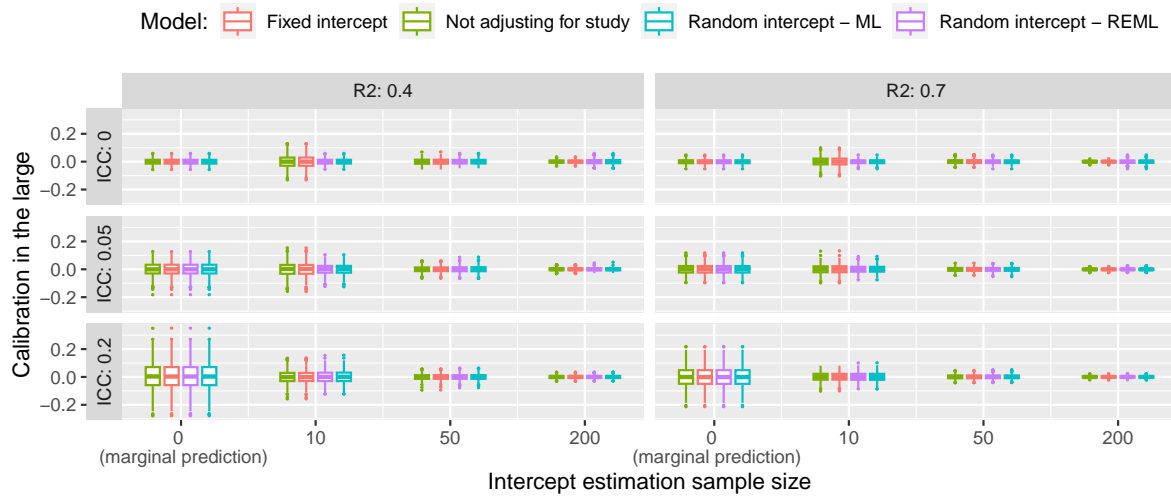 Model: Fixed intercept Not adjusting for study Random intercept − ML Random intercept − REML
R2: 0.4 R2: 0.7
Calibration in the large
ICC: 0
0.2
0.0
−0.2
ICC: 0.05
0.2
0.0
−0.2
ICC: 0.2
0.2
0.0
−0.2
0 10 50 200 0 10 50 200
(marginal prediction) (marginal prediction)
Intercept estimation sample size